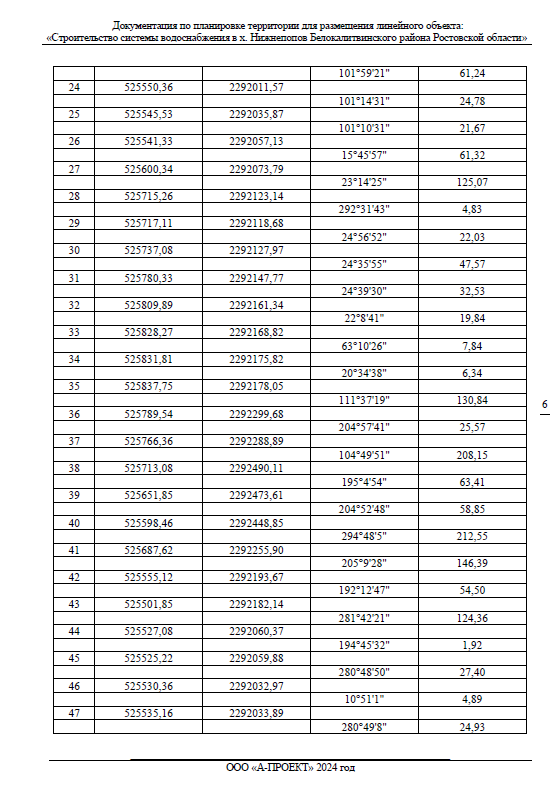 Документация по планировке территории для размещения линейного объекта:
«Строительство системы водоснабжения в х. Нижнепопов Белокалитвинского района Ростовской области»
101°59'21" 61,24
24 525550,36 2292011,57
101°14'31" 24,78
25 525545,53 2292035,87
101°10'31" 21,67
26 525541,33 2292057,13
15°45'57" 61,32
27 525600,34 2292073,79
23°14'25" 125,07
28 525715,26 2292123,14
292°31'43" 4,83
29 525717,11 2292118,68
24°56'52" 22,03
30 525737,08 2292127,97
24°35'55" 47,57
31 525780,33 2292147,77
24°39'30" 32,53
32 525809,89 2292161,34
22°8'41" 19,84
33 525828,27 2292168,82
63°10'26" 7,84
34 525831,81 2292175,82
20°34'38" 6,34
35 525837,75 2292178,05
111°37'19" 130,84
36 525789,54 2292299,68
204°57'41" 25,57
37 525766,36 2292288,89
104°49'51" 208,15
38 525713,08 2292490,11
195°4'54" 63,41
39 525651,85 2292473,61
204°52'48" 58,85
40 525598,46 2292448,85
294°48'5" 212,55
41 525687,62 2292255,90
205°9'28" 146,39
42 525555,12 2292193,67
192°12'47" 54,50
43 525501,85 2292182,14
281°42'21" 124,36
44 525527,08 2292060,37
194°45'32" 1,92
45 525525,22 2292059,88
280°48'50" 27,40
46 525530,36 2292032,97
10°51'1" 4,89
47 525535,16 2292033,89
280°49'8" 24,93
6
ООО «А-ПРОЕКТ» 2024 год